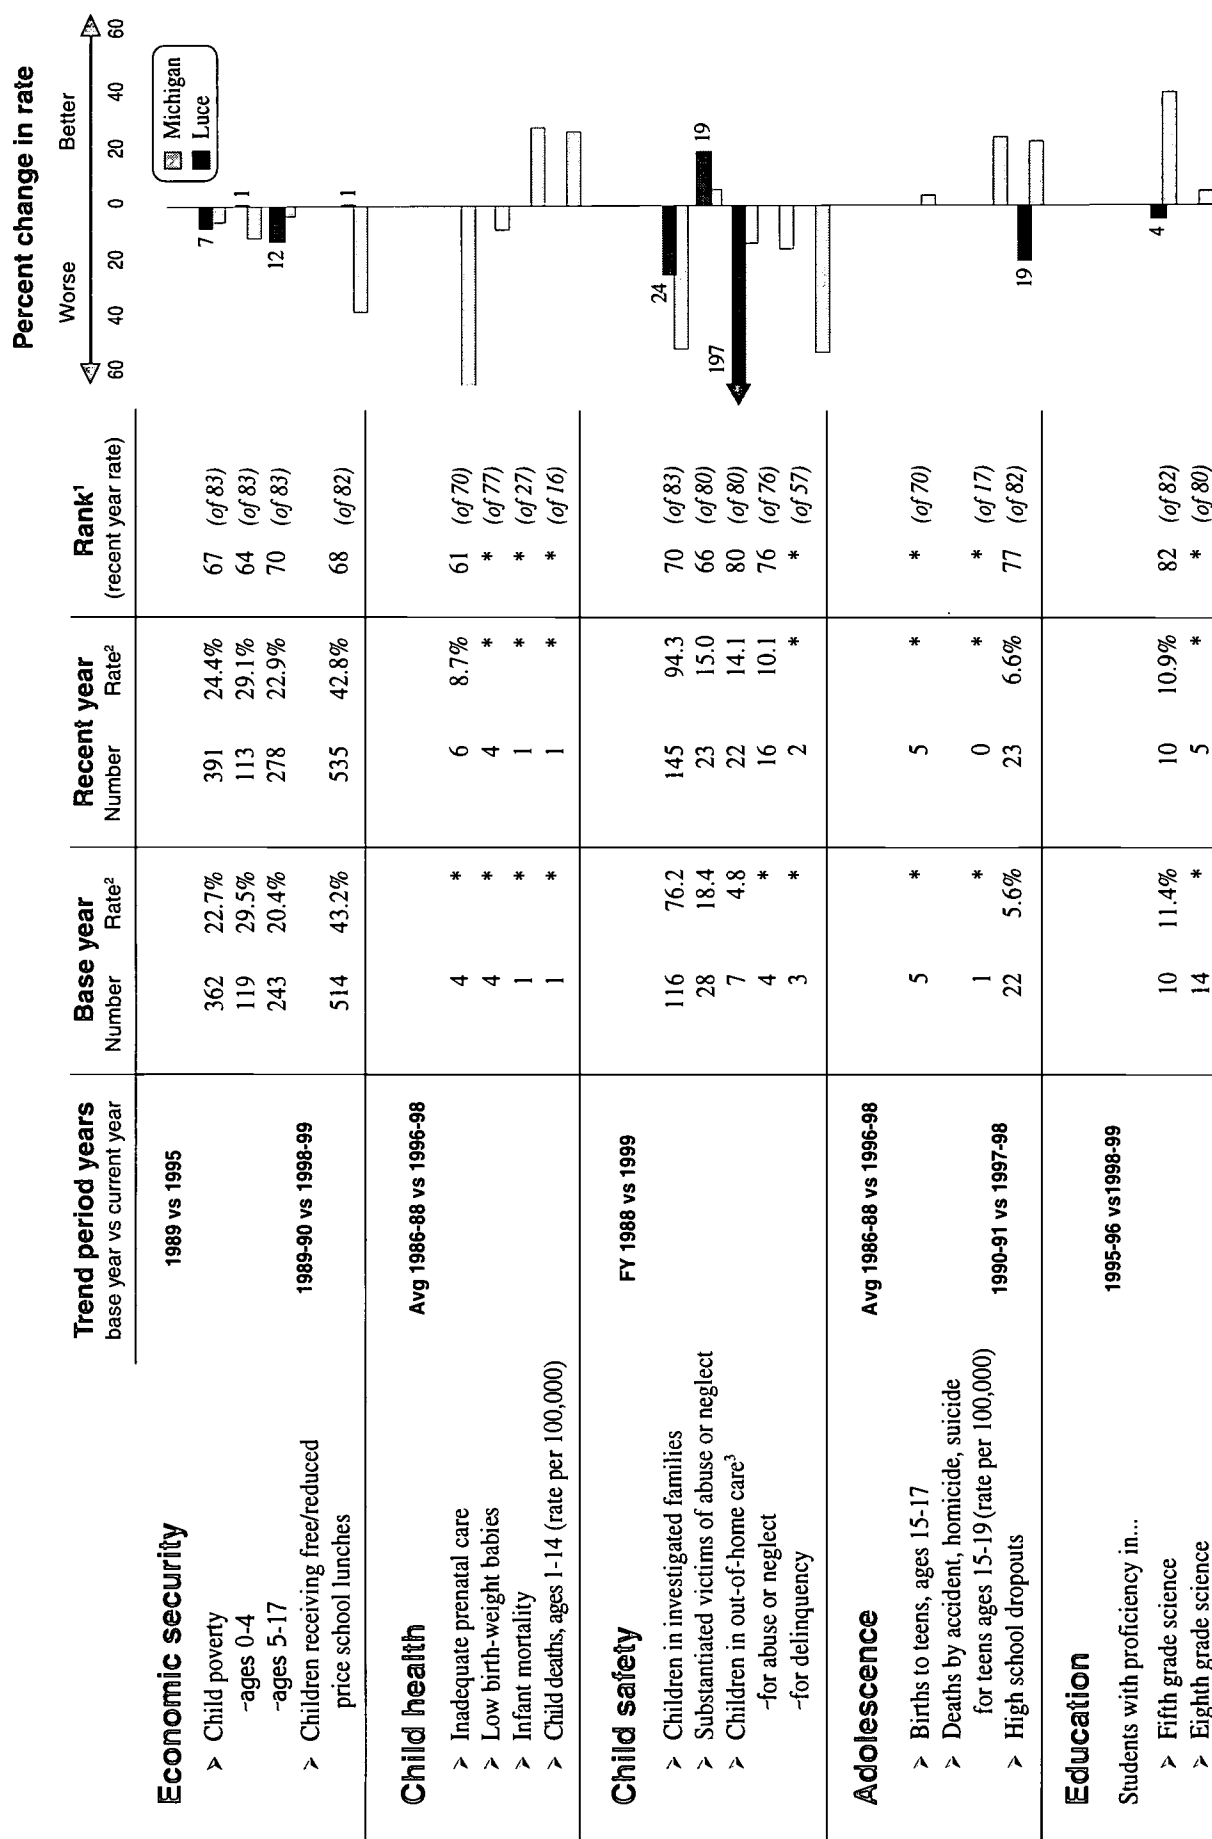 Trend period years Base year Recent year Rank¹ Percent change in rate
base year vs current year Number Rate² Number Rate² (recent year rate) Worse Better
60 40 20 0 20 40 60
Michigan
Luce
Economic security
1989 vs 1995
➢ Child poverty 362 22.7% 391 24.4% 67 (of 83) 7
-ages 0-4 119 29.5% 113 29.1% 64 (of 83) 1
-ages 5-17 243 20.4% 278 22.9% 70 (of 83) 12
➢ Children receiving free/reduced 1989-90 vs 1998-99
price school lunches 514 43.2% 535 42.8% 68 (of 82) 1
Child health
Avg 1986-88 vs 1996-98
➢ Inadequate prenatal care 4 * 6 8.7% 61 (of 70)
➢ Low birth-weight babies 4 * 4 * * (of 77)
➢ Infant mortality 1 * 1 * * (of 27)
➢ Child deaths, ages 1-14 (rate per 100,000) 1 * 1 * * (of 16)
Child safety
FY 1988 vs 1999
➢ Children in investigated families 116 76.2 145 94.3 70 (of 83) 24
➢ Substantiated victims of abuse or neglect 28 18.4 23 15.0 66 (of 80) 19
➢ Children in out-of-home care³ 7 4.8 22 14.1 80 (of 80) 197
-for abuse or neglect 4 * 16 10.1 76 (of 76)
-for delinquency 3 * 2 * * (of 57)
Adolescence
Avg 1986-88 vs 1996-98
➢ Births to teens, ages 15-17 5 * 5 * * (of 70)
➢ Deaths by accident, homicide, suicide
for teens ages 15-19 (rate per 100,000) 1 * 0 * * (of 17)
➢ High school dropouts 1990-91 vs 1997-98 22 5.6% 23 6.6% 77 (of 82) 19
Education
Students with proficiency in... 1995-96 vs1998-99
➢ Fifth grade science 10 11.4% 10 10.9% 82 (of 82) 4
➢ Eighth grade science 14 * 5 * * (of 80)